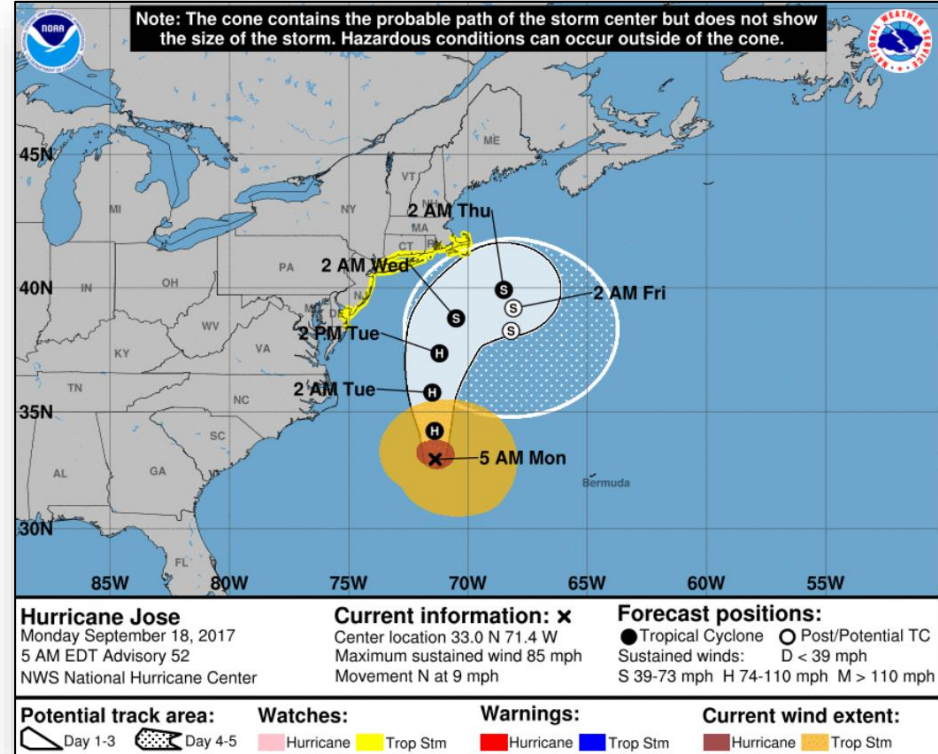 Note: The cone contains the probable path of the storm center but does not show
the size of the storm. Hazardous conditions can occur outside of the cone.
NOAA
NATIONAL WEATHER SERVICE
45N
40N
35N
30N
85W
80W
75W
70W
65W
60W
55W
ME
VT
NH
MI
NY
MA
CT
RI
PA
NJ
OH
IN
MD
DE
WV
VA
KY
TN
NC
SC
GA
AL
FL
Bermuda
2 AM Thu
S
2 AM Wed
S
S
2 AM Fri
S
2 PM Tue
H
2 AM Tue
H
H
5 AM Mon
Hurricane Jose
Monday September 18, 2017
5 AM EDT Advisory 52
NWS National Hurricane Center
Current information: ×
Center location 33.0 N 71.4 W
Maximum sustained wind 85 mph
Movement N at 9 mph
Forecast positions:
Tropical Cyclone Post/Potential TC
Sustained winds: D < 39 mph
S 39-73 mph H 74-110 mph M > 110 mph
Potential track area:
Day 1-3 Day 4-5
Watches:
Hurricane Trop Stm
Warnings:
Hurricane Trop Stm
Current wind extent:
Hurricane Trop Stm